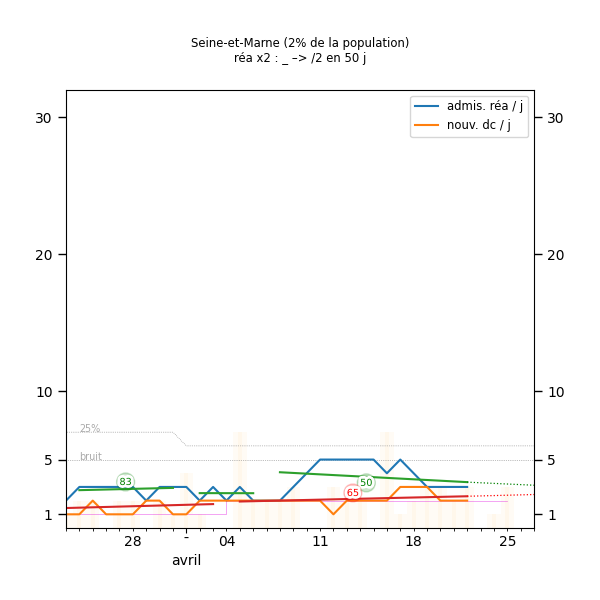 Seine-et-Marne (2% de la population)
réa x2 : _ –> /2 en 50 j
admis. réa / j
nouv. dc / j
30 30
20 20
10 10
25%
bruit
5 5
83
50
65
1 1
28 - 04 11 18 25
avril